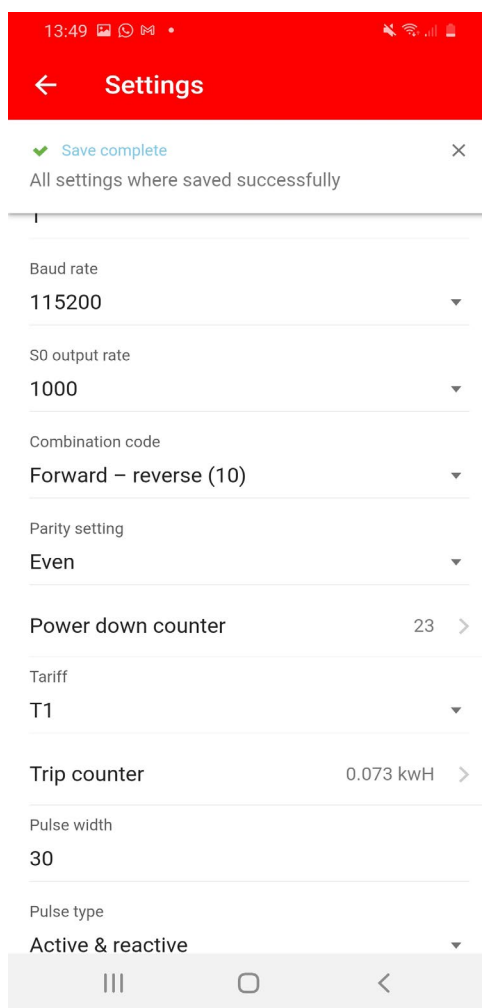 13:49
Settings
Save complete
All settings where saved successfully
Baud rate
115200
S0 output rate
1000
Combination code
Forward – reverse (10)
Parity setting
Even
Power down counter 23
Tariff
T1
Trip counter 0.073 kwH
Pulse width
30
Pulse type
Active & reactive